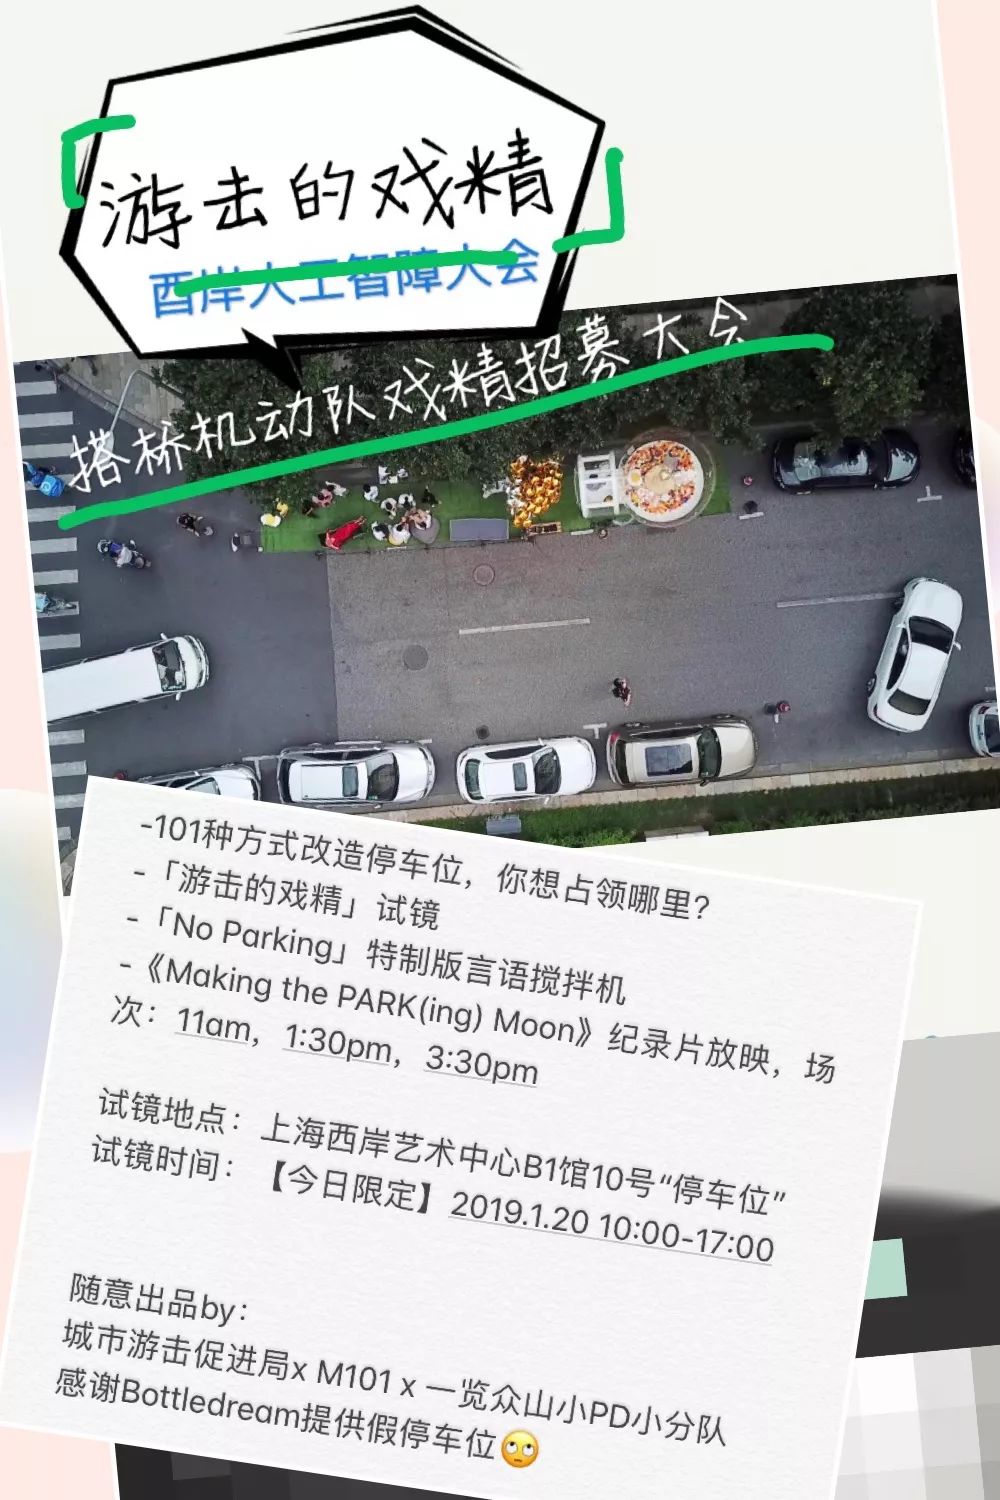 「游击的戏精」
西岸人工智障大会
搭桥机动队戏精招募大会
-101种方式改造停车位，你想占领哪里？
-「游击的戏精」试镜
-「No Parking」特制版言语搅拌机
-《Making the PARK(ing) Moon》纪录片放映，场
次：11am，1:30pm，3:30pm
试镜地点：上海西岸艺术中心B1馆10号“停车位”
试镜时间：【今日限定】2019.1.20 10:00-17:00
随意出品by：
城市游击促进局x M101 x 一览众山小PD小分队
感谢Bottledream提供假停车位🙄